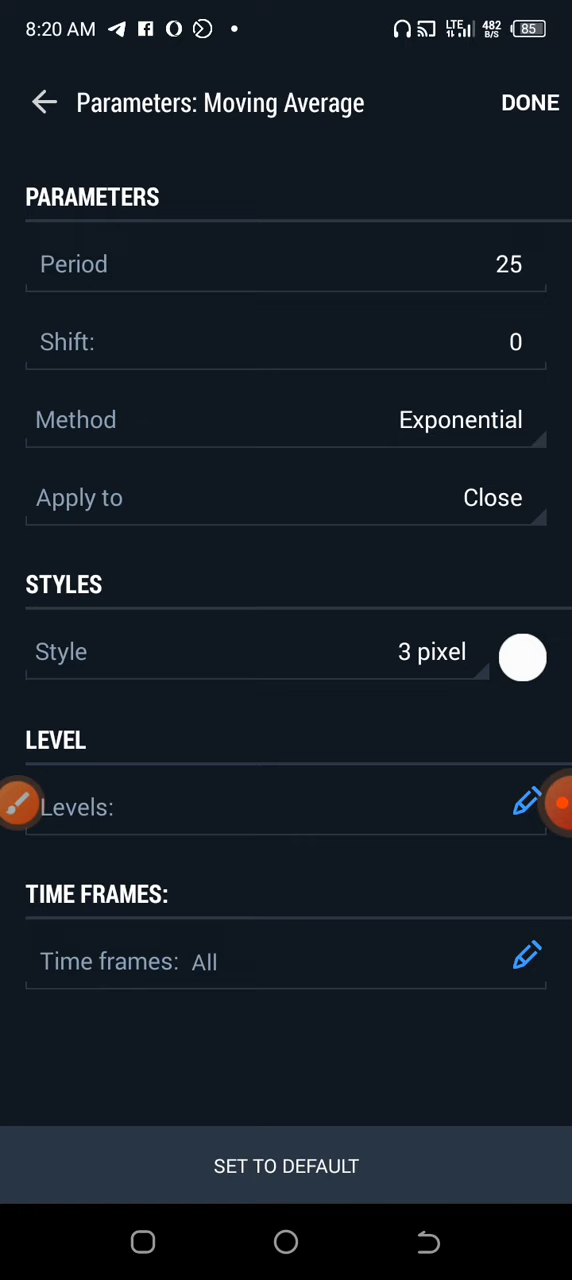 8:20 AM LTE 482 B/S 85
Parameters: Moving Average DONE
PARAMETERS
Period 25
Shift: 0
Method Exponential
Apply to Close
STYLES
Style 3 pixel
LEVEL
Levels:
TIME FRAMES:
Time frames: All
SET TO DEFAULT